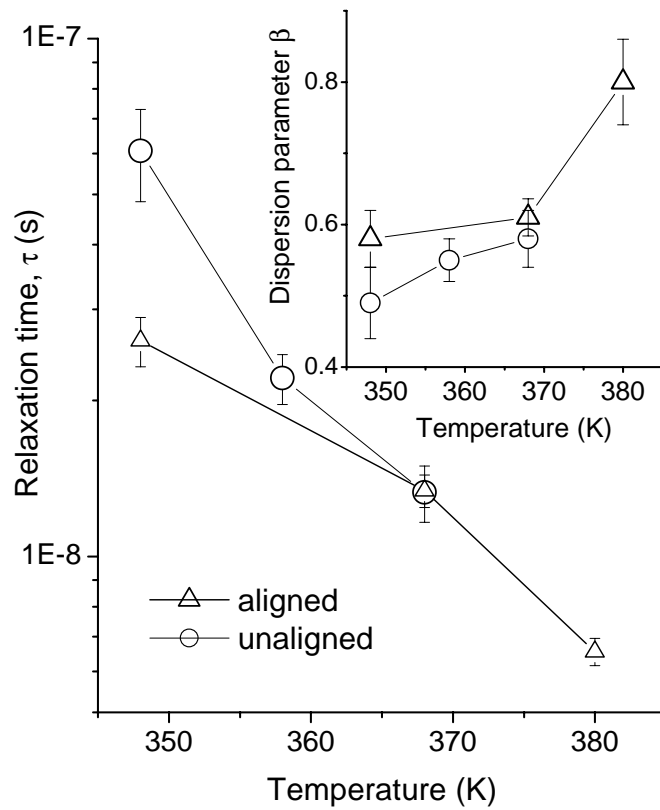 1E-7
1E-8
Relaxation time, τ (s)
350
360
370
380
Temperature (K)
aligned
unaligned
Dispersion parameter β
0.8
0.6
0.4
350
360
370
380
Temperature (K)